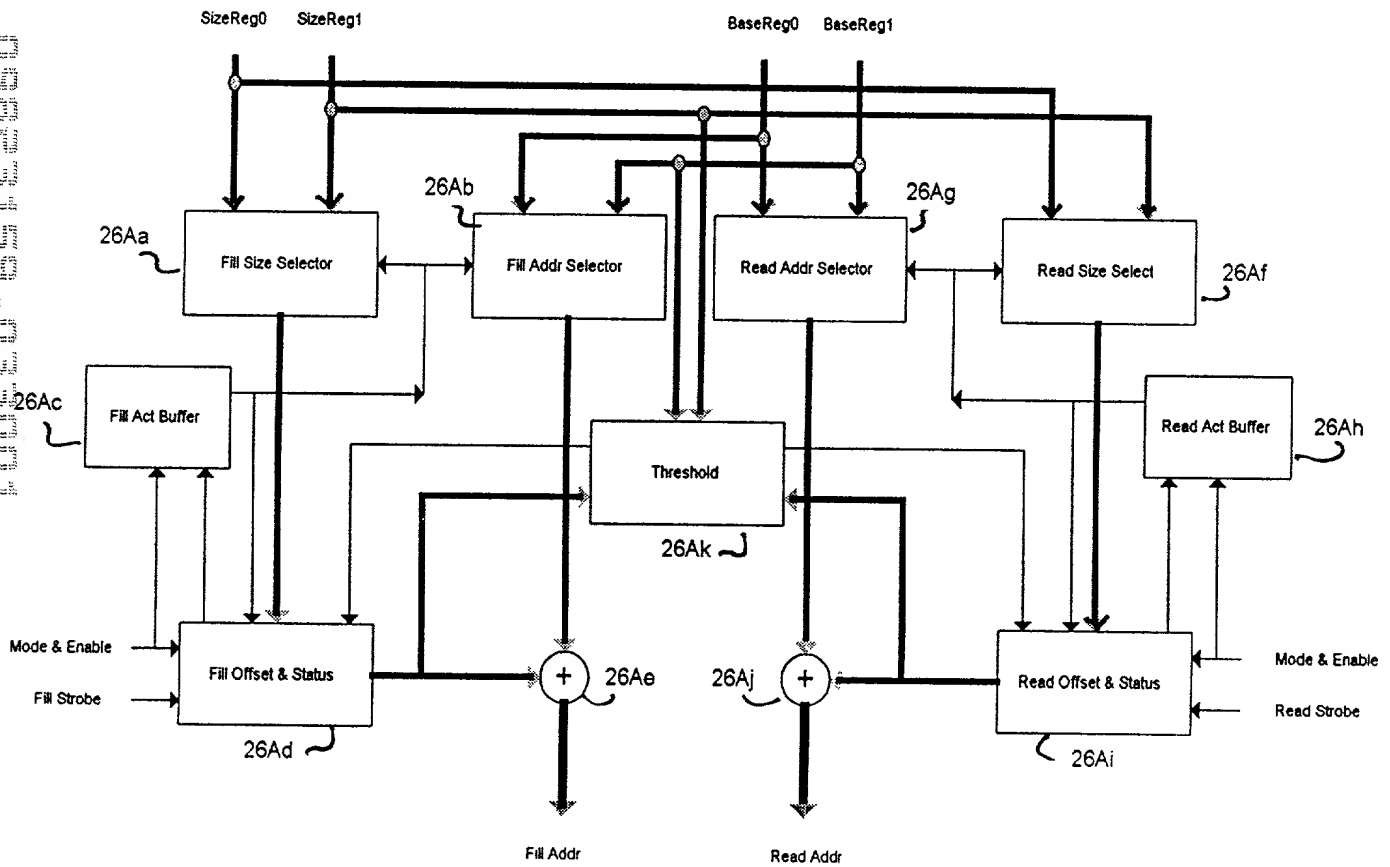 SizeReg0 SizeReg1 BaseReg0 BaseReg1
26Ab
26Ag
26Aa
Fill Size Selector
Fill Addr Selector
Read Addr Selector
Read Size Select
26Af
26Ac
Fill Act Buffer
Threshold
Read Act Buffer
26Ah
26Ak
Mode & Enable
Fill Strobe
Fill Offset & Status
26Ad
+
26Ae
26Aj
+
Read Offset & Status
26Ai
Mode & Enable
Read Strobe
Fill Addr
Read Addr